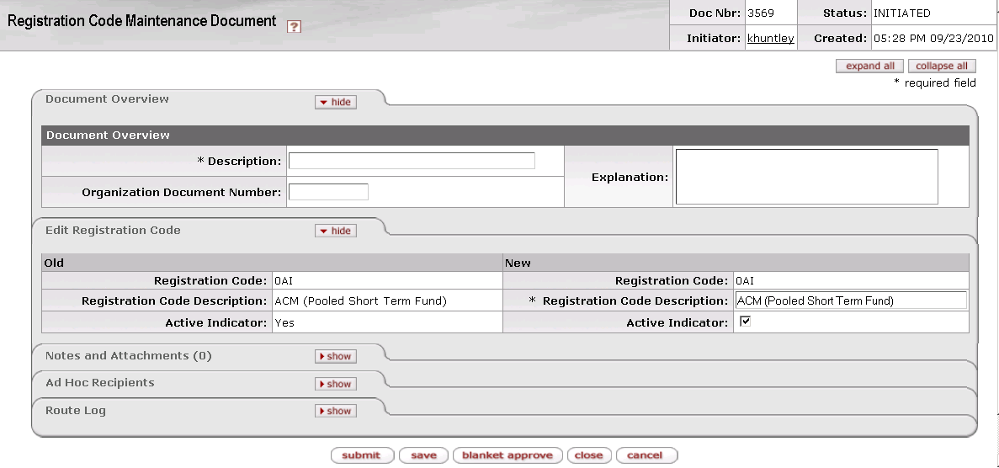 Registration Code Maintenance Document ?
Doc Nbr: 3569 Status: INITIATED
Initiator: khuntley Created: 05:28 PM 09/23/2010
expand all collapse all
* required field
Document Overview hide
Document Overview
* Description: Explanation:
Organization Document Number:
Edit Registration Code hide
Old New
Registration Code: 0AI Registration Code: 0AI
Registration Code Description: ACM (Pooled Short Term Fund) * Registration Code Description: ACM (Pooled Short Term Fund)
Active Indicator: Yes Active Indicator:
Notes and Attachments (0) show
Ad Hoc Recipients show
Route Log show
submit save blanket approve close cancel